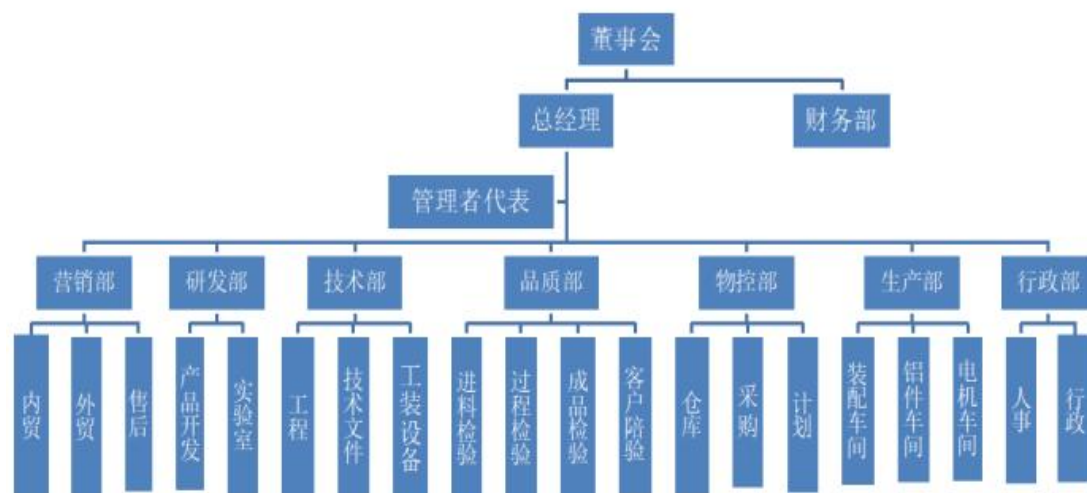 董事会
总经理
财务部
管理者代表
营销部
研发部
技术部
品质部
物控部
生产部
行政部
内贸
外贸
售后
产品开发
实验室
工程
技术文件
工装设备
进料检验
过程检验
成品检验
客户陪验
仓库
采购
计划
装配车间
铝件车间
电机车间
人事
行政